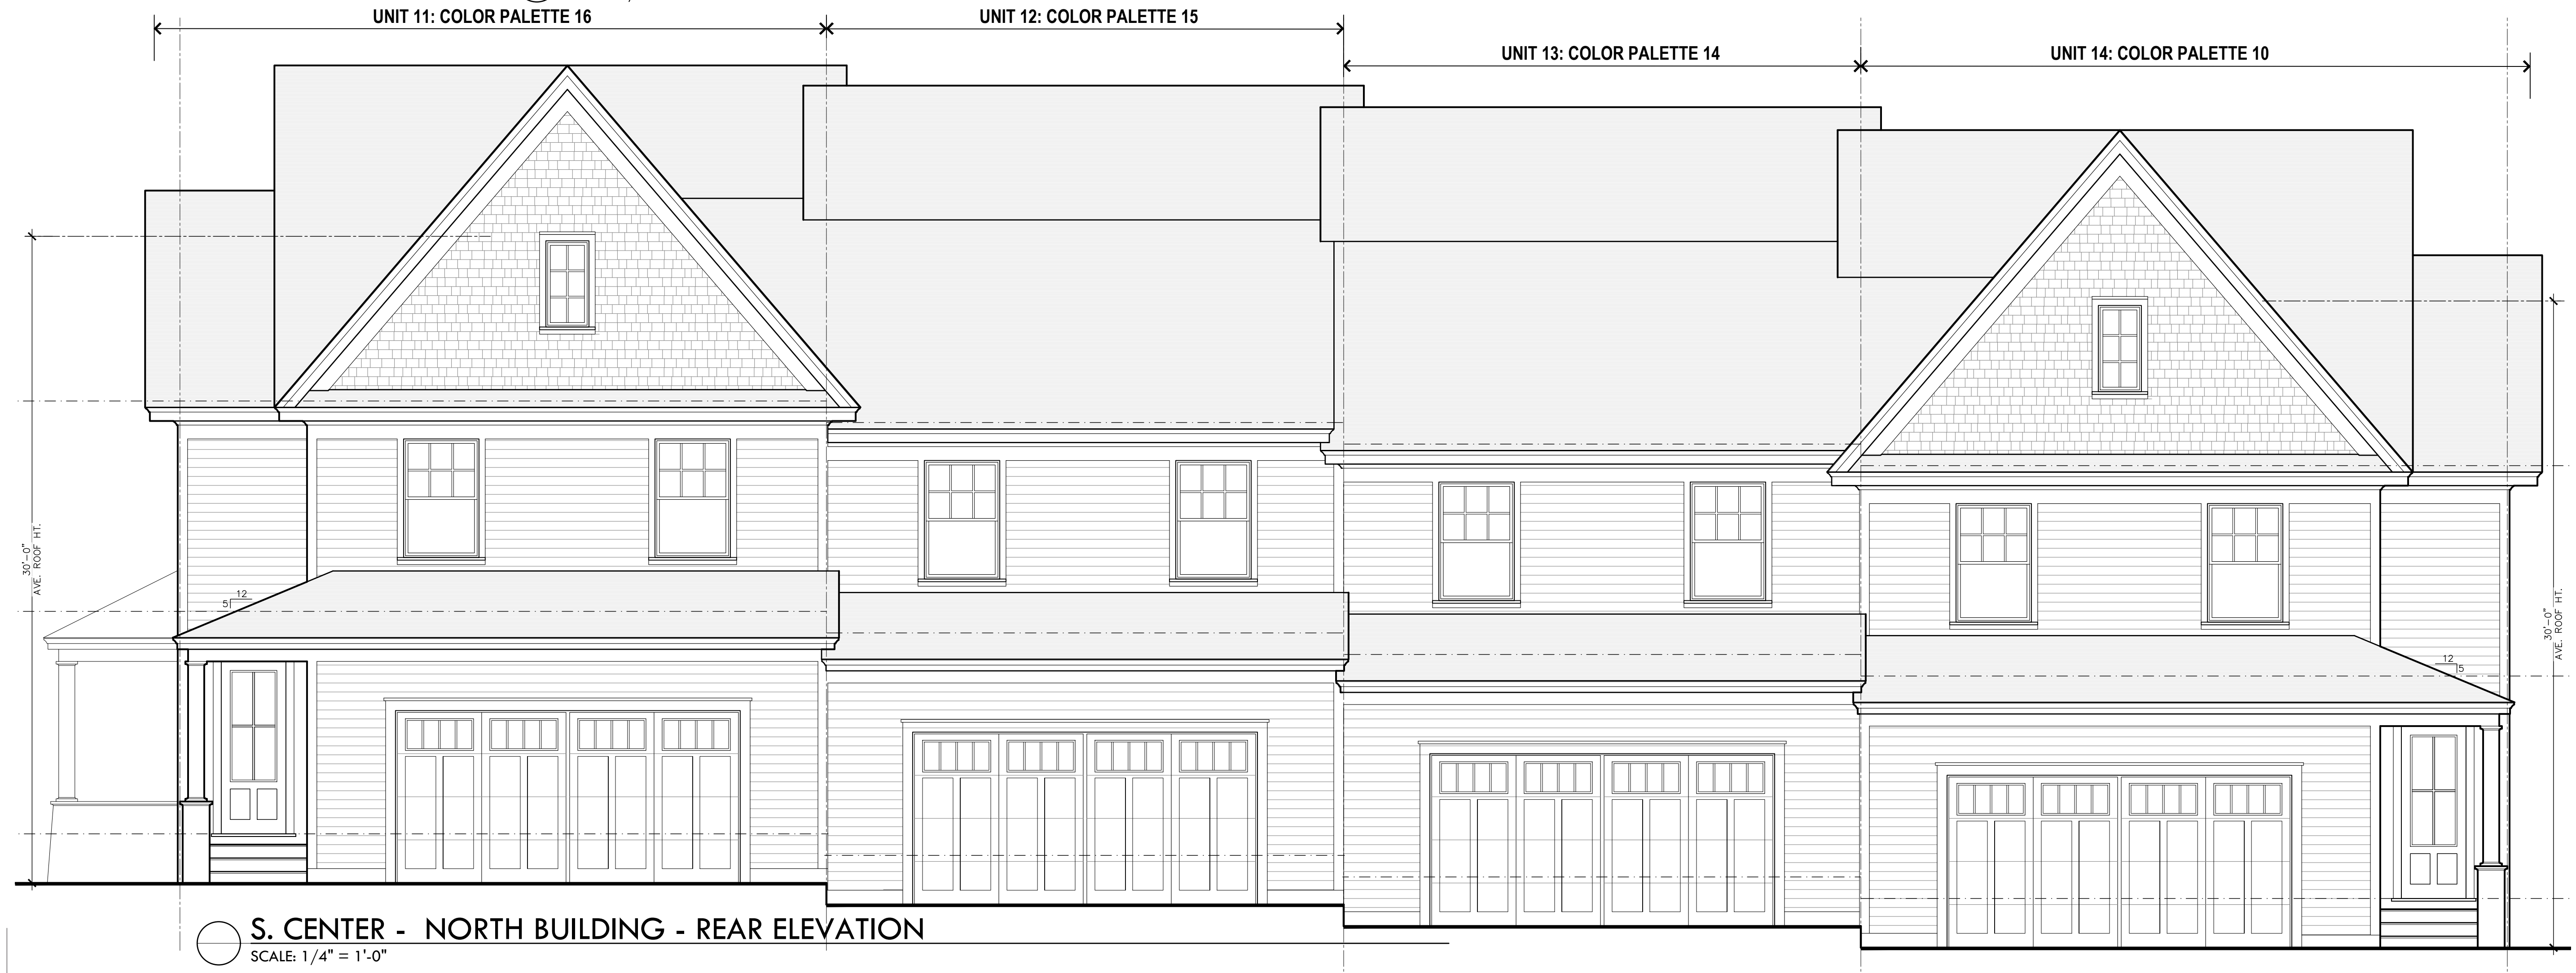 UNIT 11: COLOR PALETTE 16
UNIT 12: COLOR PALETTE 15
UNIT 13: COLOR PALETTE 14
UNIT 14: COLOR PALETTE 10
30'-0"
AVE. ROOF HT.
12
5
12
5
30'-0"
AVE. ROOF HT.
S. CENTER - NORTH BUILDING - REAR ELEVATION
SCALE: 1/4" = 1'-0"